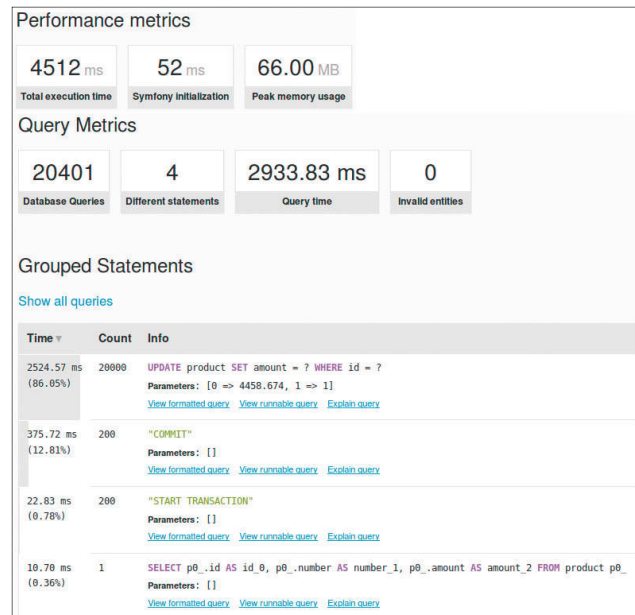 Performance metrics
4512 ms 52 ms 66.00 MB
Total execution time Symfony initialization Peak memory usage
Query Metrics
20401 4 2933.83 ms 0
Database Queries Different statements Query time Invalid entities
Grouped Statements
Show all queries
Time▼ Count Info
2524.57 ms 20000 UPDATE product SET amount = ? WHERE id = ?
(86.05%) Parameters: [0 => 4458.674, 1 => 1]
View formatted query View runnable query Explain query
375.72 ms 200 "COMMIT"
(12.81%) Parameters: []
View formatted query View runnable query Explain query
22.83 ms 200 "START TRANSACTION"
(0.78%) Parameters: []
View formatted query View runnable query Explain query
10.70 ms 1 SELECT p0_.id AS id_0, p0_.number AS number_1, p0_.amount AS amount_2 FROM product p0_
(0.36%) Parameters: []
View formatted query View runnable query Explain query